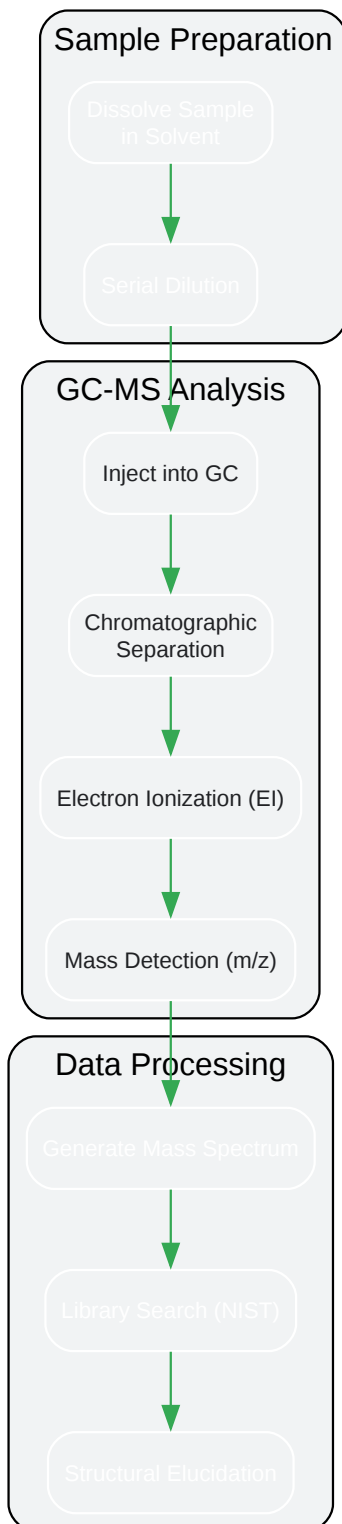 Sample Preparation
Dissolve Sample
in Solvent
Serial Dilution
GC-MS Analysis
Inject into GC
Chromatographic
Separation
Electron Ionization (EI)
Mass Detection (m/z)
Data Processing
Generate Mass Spectrum
Library Search (NIST)
Structural Elucidation